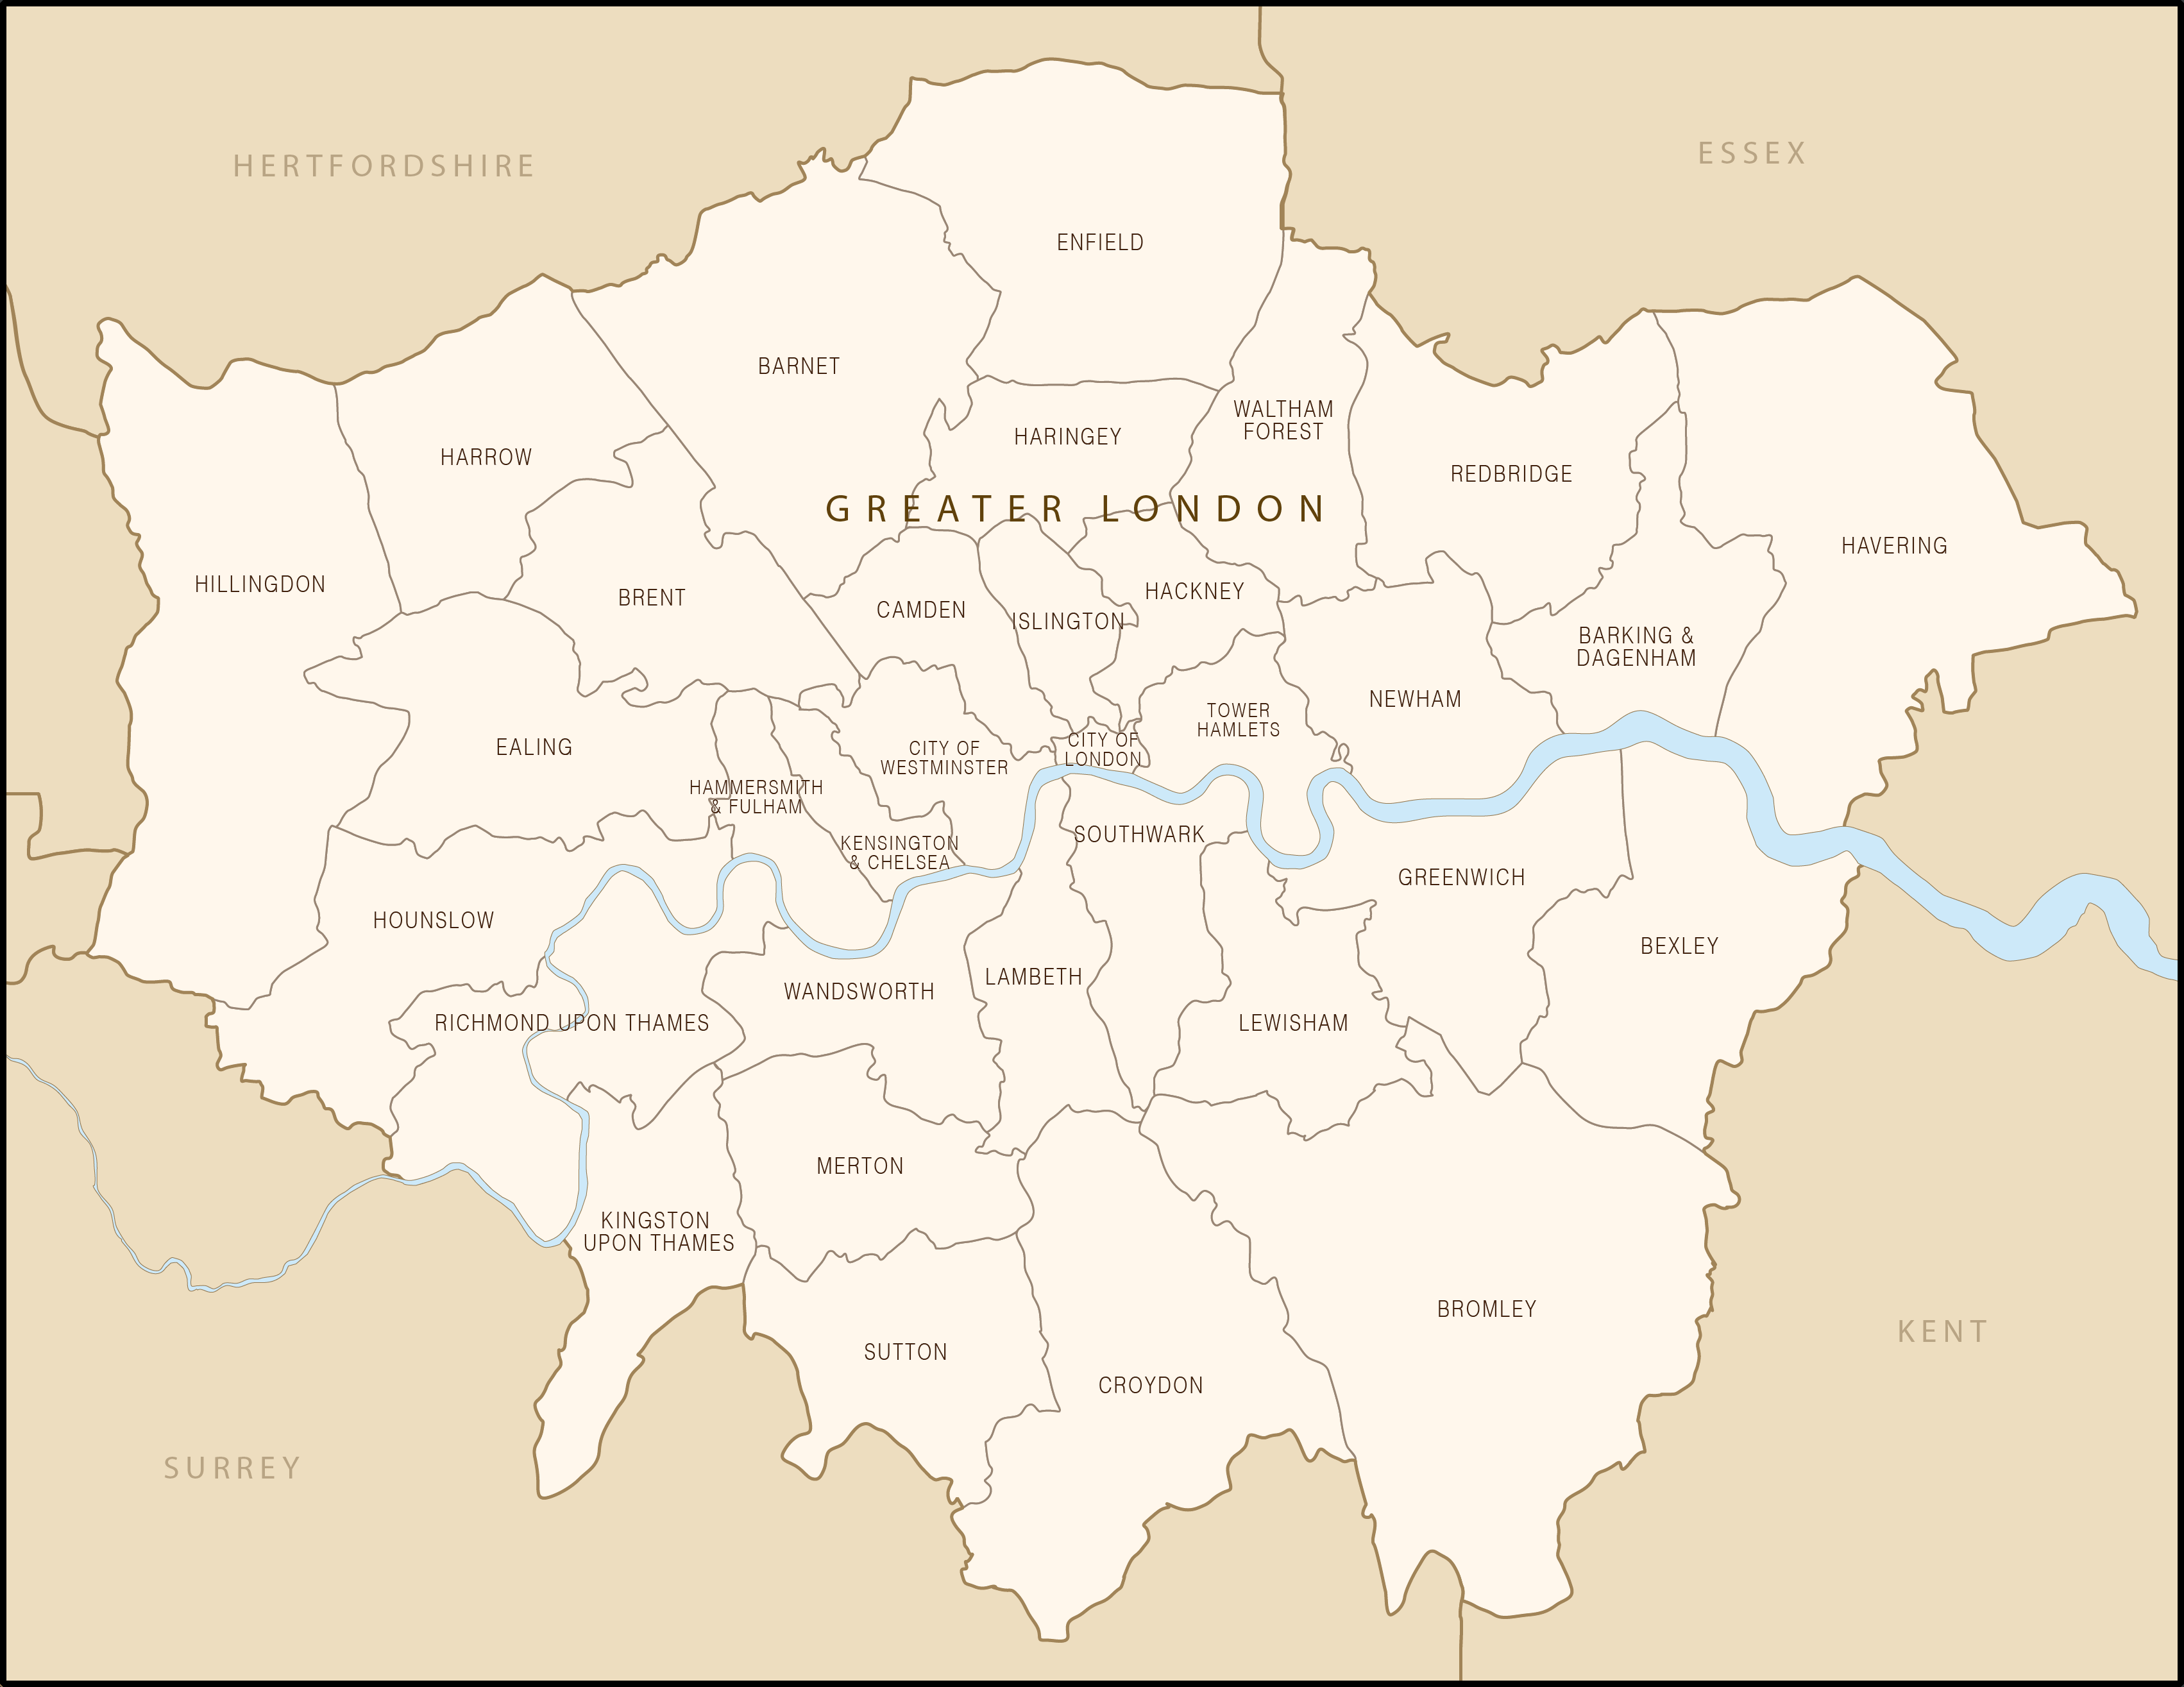 HERTFORDSHIRE
ESSEX
ENFIELD
BARNET
WALTHAM
FOREST
HARINGEY
HARROW
REDBRIDGE
GREATER LONDON
HAVERING
HILLINGDON
BRENT
CAMDEN
ISLINGTON
HACKNEY
BARKING &
DAGENHAM
NEWHAM
TOWER
HAMLETS
EALING
CITY OF
WESTMINSTER
CITY OF
LONDON
HAMMERSMITH
& FULHAM
KENSINGTON
& CHELSEA
SOUTHWARK
GREENWICH
HOUNSLOW
BEXLEY
LAMBETH
WANDSWORTH
RICHMOND UPON THAMES
LEWISHAM
MERTON
KINGSTON
UPON THAMES
BROMLEY
KENT
SUTTON
CROYDON
SURREY